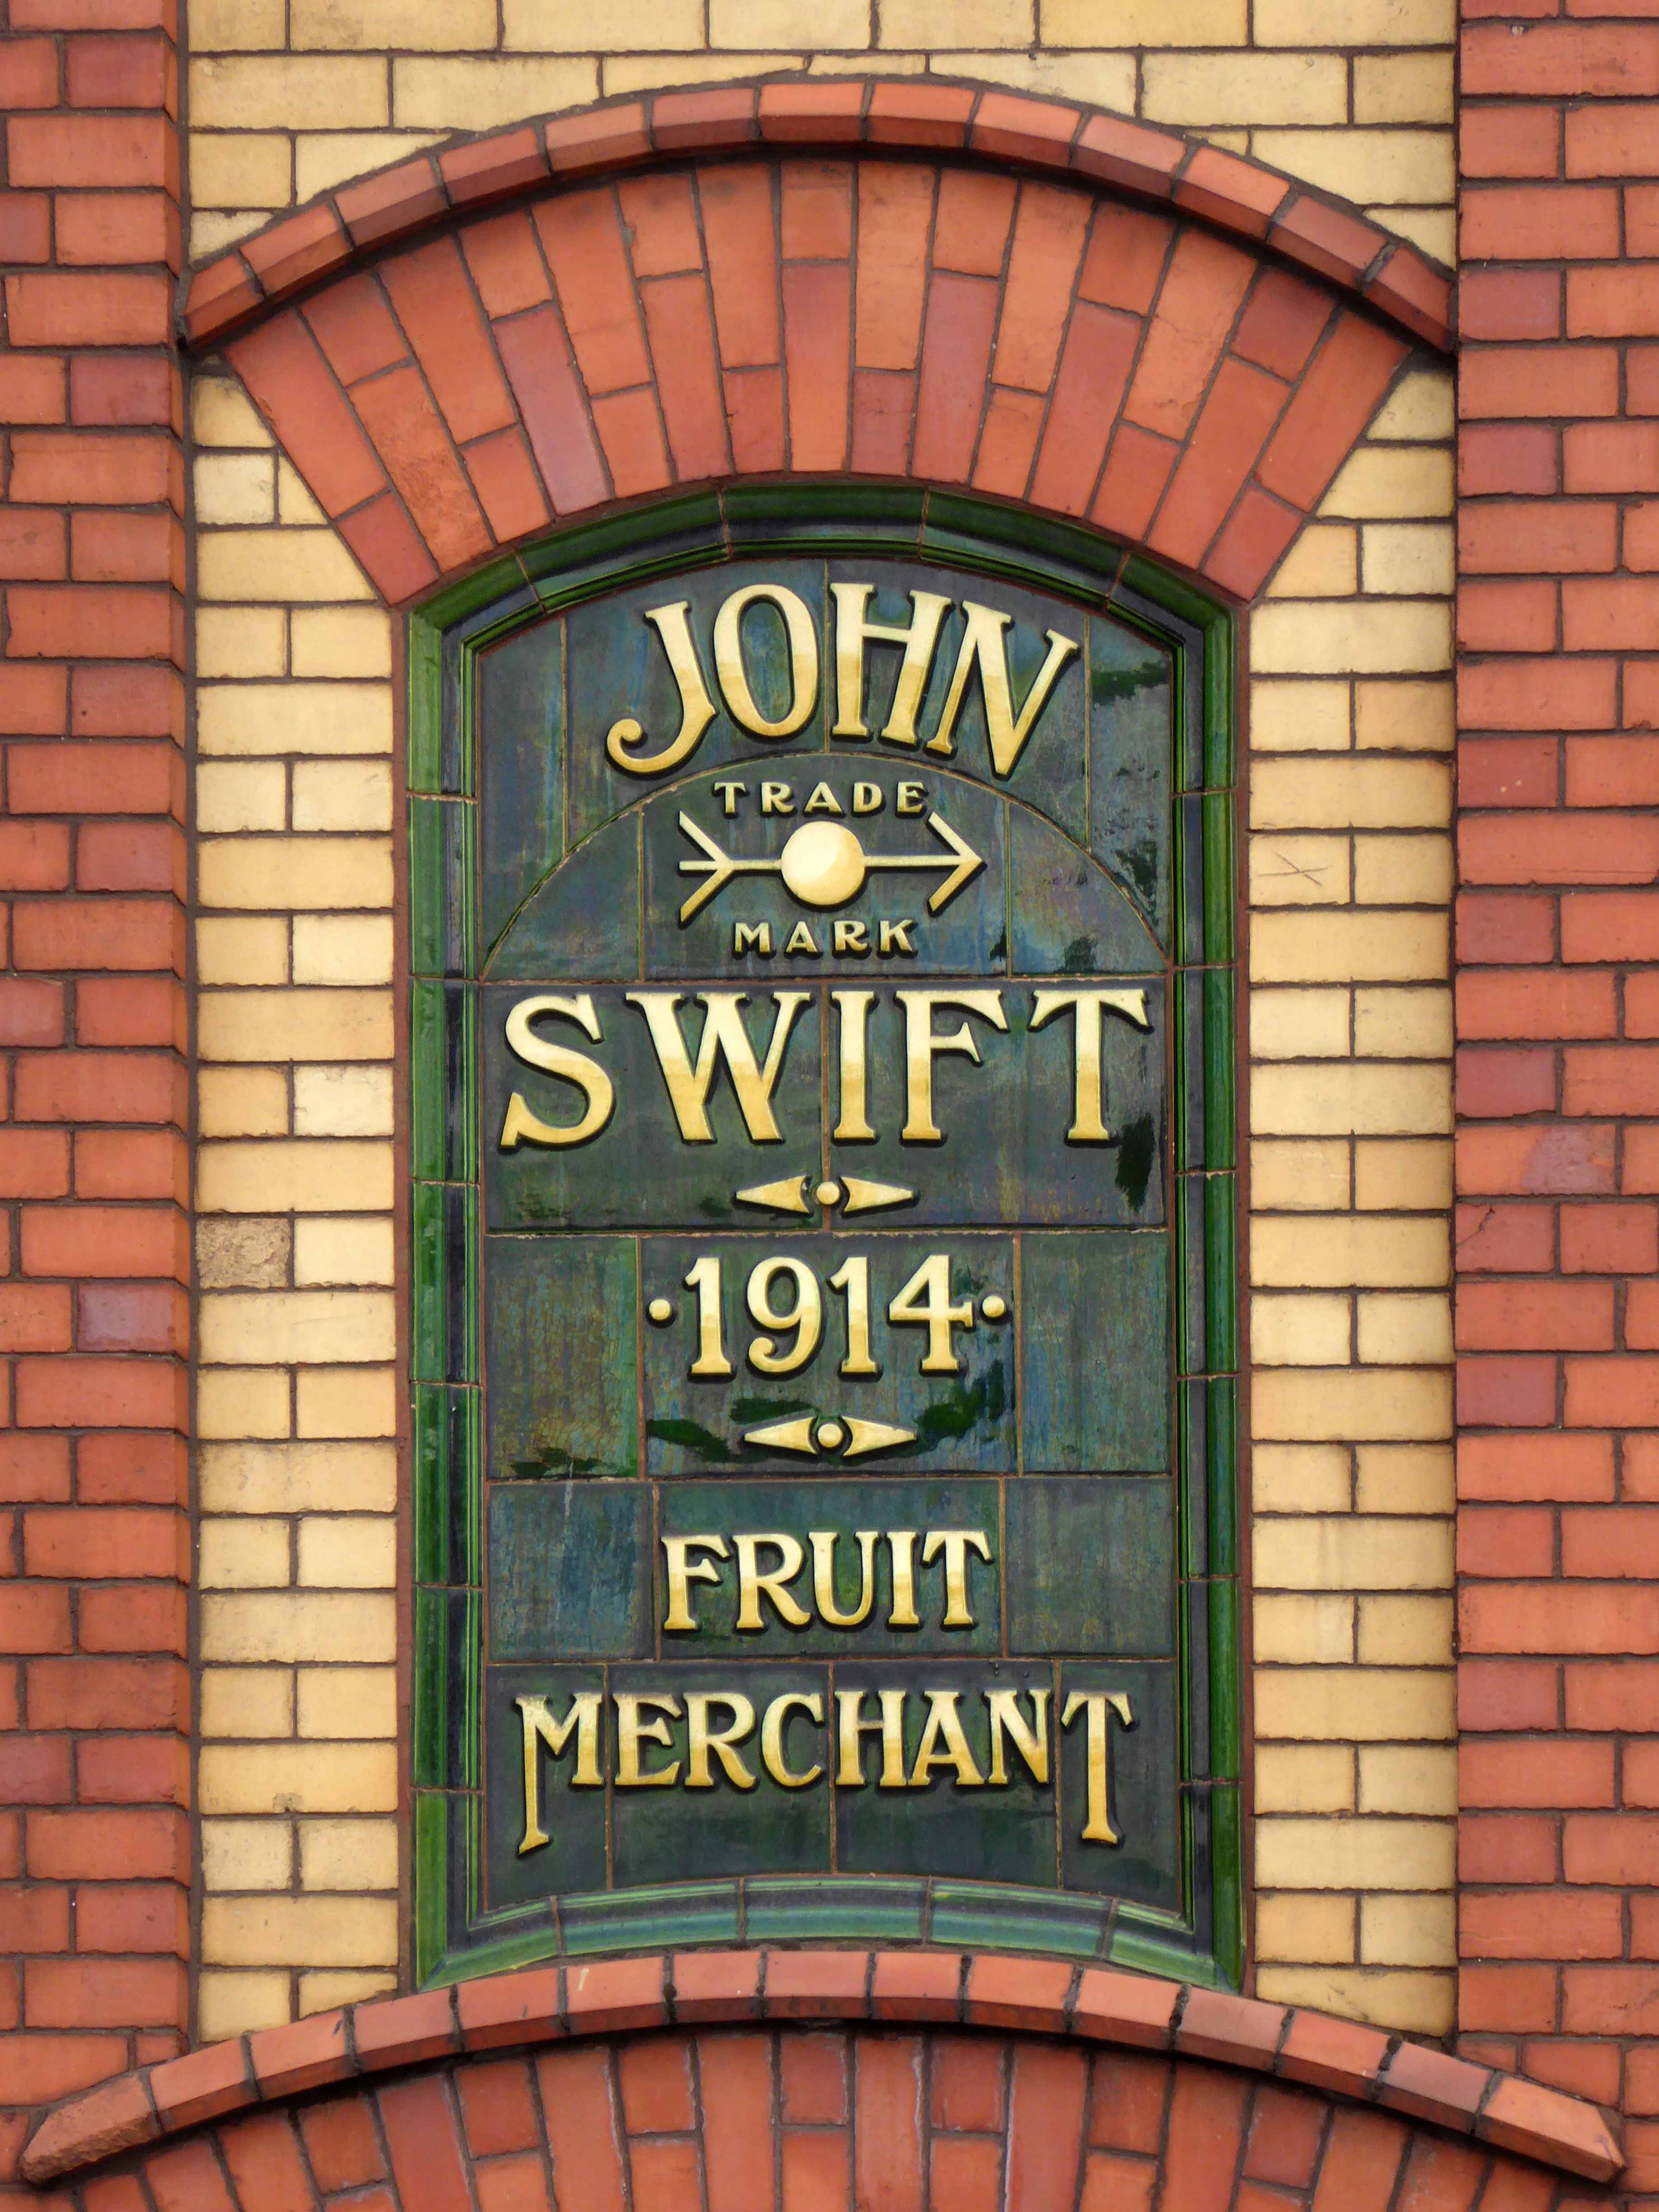 JOHN
TRADE
MARK
SWIFT
·1914·
FRUIT
MERCHANT